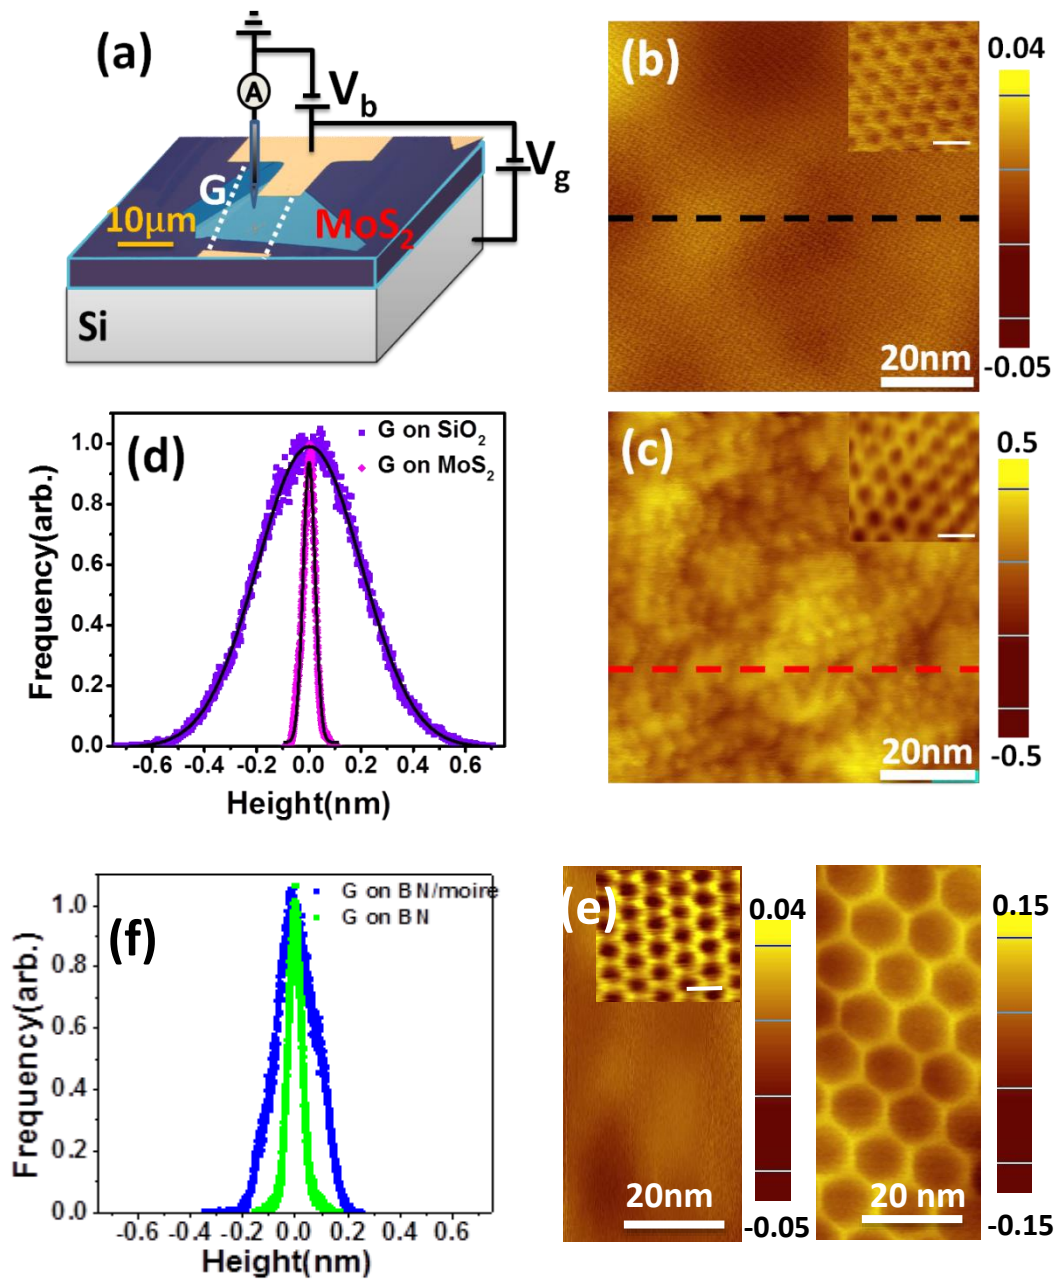 (a)
A
V_b
V_g
G
10μm
MoS₂
Si
(b)
0.04
-0.05
20nm
(d)
G on SiO₂
G on MoS₂
1.0
0.8
0.6
0.4
0.2
0.0
Frequency(arb.)
-0.6 -0.4 -0.2 0.0 0.2 0.4 0.6
Height(nm)
(c)
0.5
-0.5
20nm
(f)
G on BN/moire
G on BN
1.0
0.8
0.6
0.4
0.2
0.0
Frequency(arb.)
-0.6 -0.4 -0.2 0.0 0.2 0.4 0.6
Height(nm)
(e)
0.04
-0.05
20nm
0.15
-0.15
20 nm